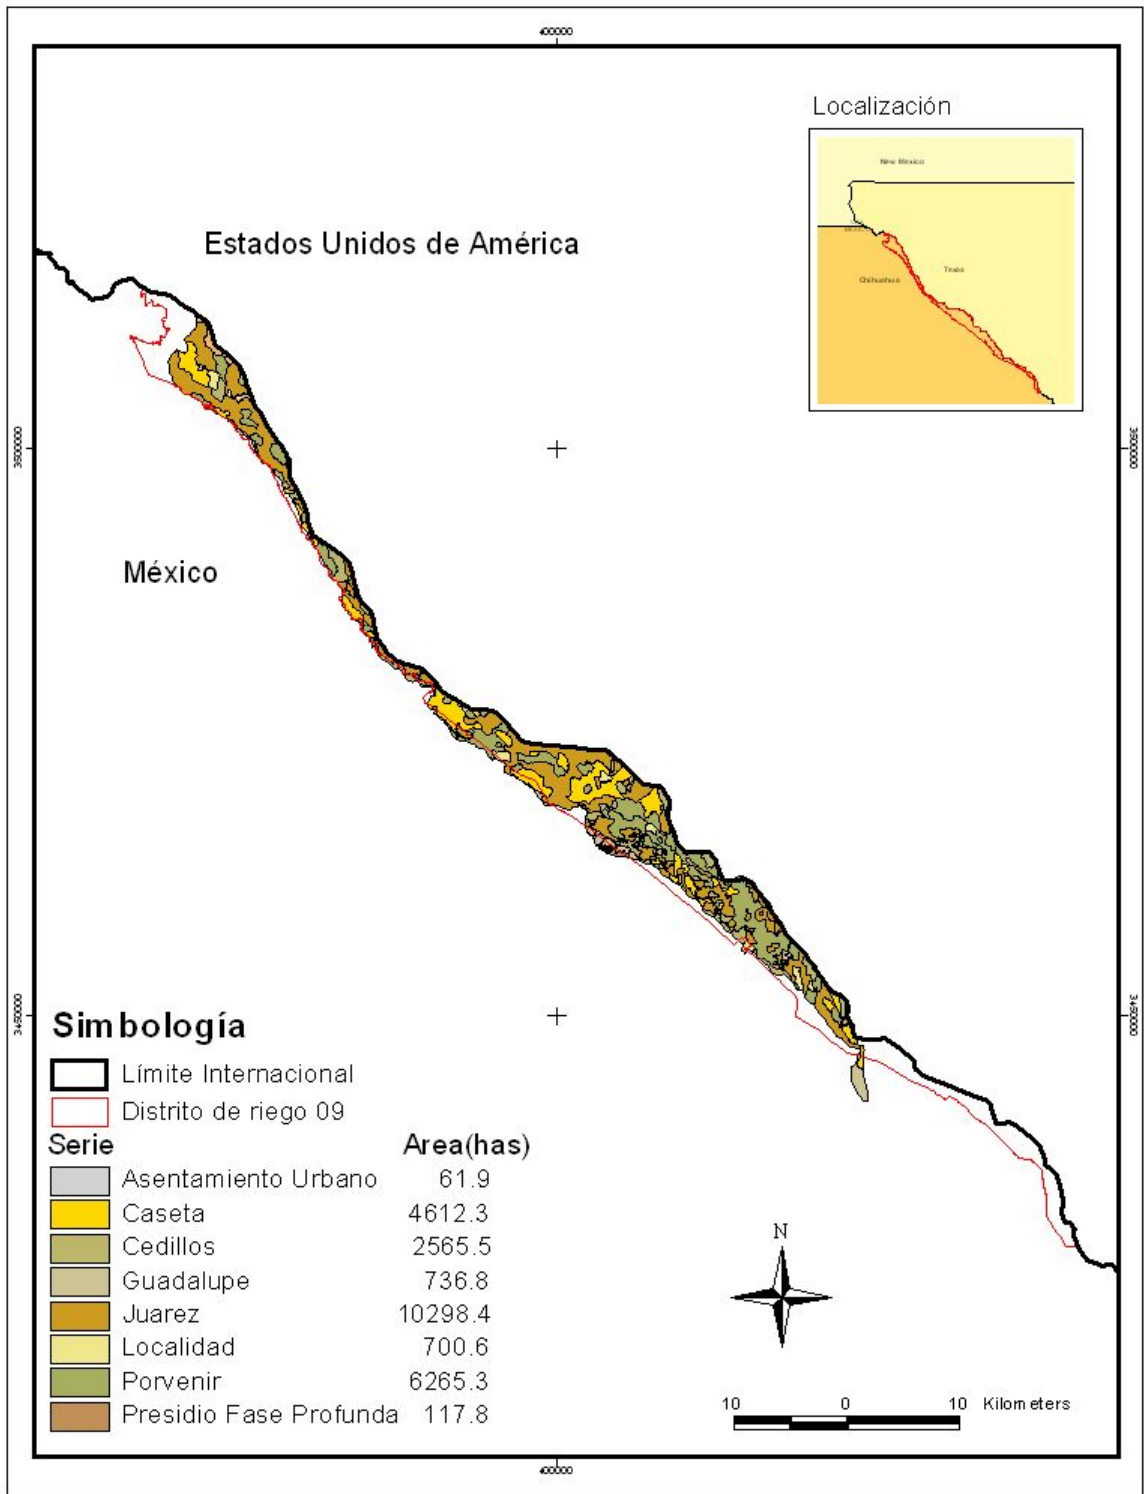 400000
Localización
New Mexico
Estados Unidos de América
Texas
Chihuahua
3500000
3500000
México
3450000
3450000
Simbología
Límite Internacional
Distrito de riego 09
Serie Area(has)
Asentamiento Urbano 61.9
Caseta 4612.3
Cedillos 2565.5
Guadalupe 736.8
Juarez 10298.4
Localidad 700.6
Porvenir 6265.3
Presidio Fase Profunda 117.8
N
10 0 10 Kilometers
400000